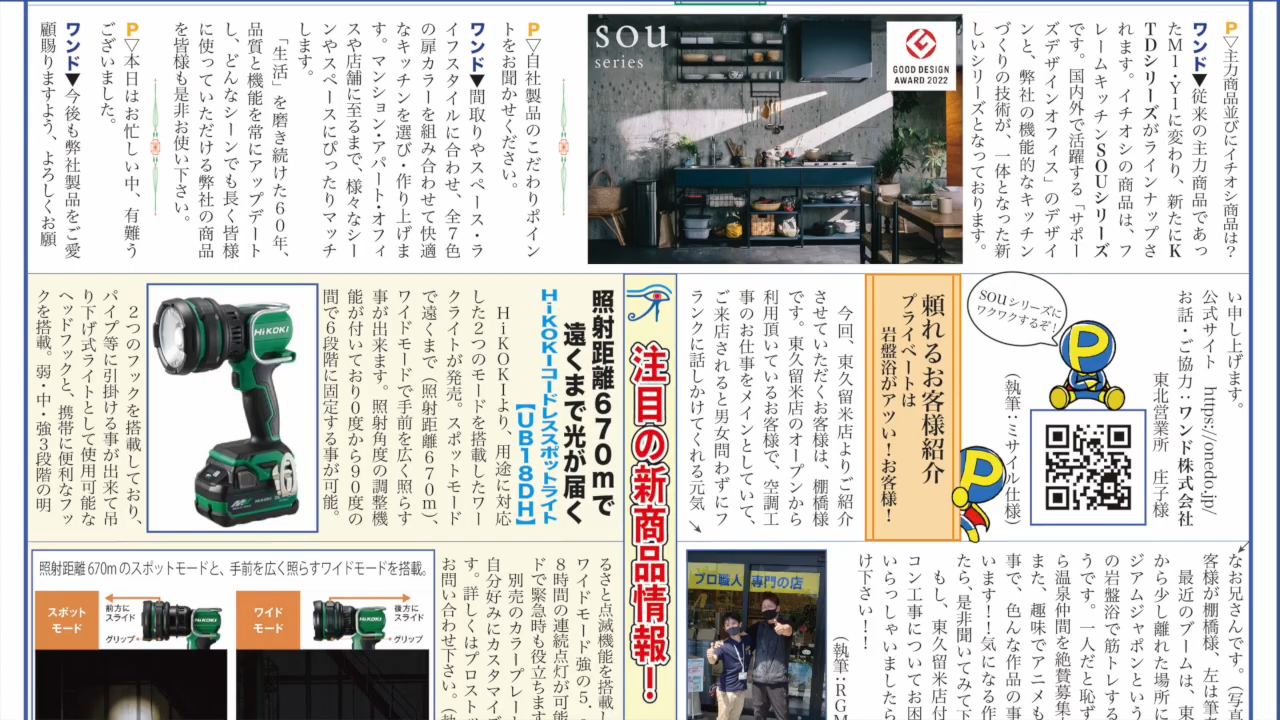 P▽主力商品並びにイチオシ商品は？
ワンド▼従来の主力商品であっ
たM1・Y1に変わり、新たにK
TDシリーズがラインナップさ
れます。イチオシの商品は、フ
レームキッチンSOUシリーズ
です。国内外で活躍する「サポー
ズデザインオフィス」のデザイ
ンと、弊社の機能的なキッチン
づくりの技術が、一体となった新
しいシリーズとなっております。
sou
series
GOOD DESIGN
AWARD 2022
P▽自社製品のこだわりポイン
トをお聞かせください。
ワンド▼間取りやスペース・ラ
イフスタイルに合わせ、全7色
の扉カラーを組み合わせて快適
なキッチンを選び・作り上げま
す。マンション・アパート・オフィ
スや店舗に至るまで、様々なシー
ンやスペースにぴったりマッチ
します。
「生活」を磨き続けた60年、
品質と機能を常にアップデート
し、どんなシーンでも長く皆様
に使っていただける弊社の商品
を皆様も是非お使い下さい。
P▽本日はお忙しい中、有難う
ございました。
ワンド▼今後も弊社製品をご愛
顧賜りますよう、よろしくお願
い申し上げます。
公式サイト　https://onedo.jp/
お話・ご協力：ワンド株式会社
東北営業所　庄子様
souシリーズに
ワクワクするぞ！
P
(執筆：ミサイル仕様)
P
頼れるお客様紹介
プライベートは
岩盤浴がアツい！お客様！
今回、東久留米店よりご紹介
させていただくお客様は、棚橋様
です。東久留米店のオープンから
利用頂いているお客様で、空調工
事のお仕事をメインとしていて、
ご来店されると男女問わずにフ
ランクに話しかけてくれる元気
なお兄さんです。(写真
客様が棚橋様、左は筆
最近のブームは、東
から少し離れた場所に
ジアムジャポンという
の岩盤浴で筋トレする
うです。一人だと恥ず
ら温泉仲間を絶賛募集
また、趣味でアニメも
事で、色んな作品の事
います！！気になる作
たら、是非聞いてみて下
もし、東久留米店付
コン工事についてお困
いらっしゃいましたら
け下さい！！
(執筆：RGM
プロ職人　専門の店
注目の新商品情報！
照射距離670mで
遠くまで光が届く
HiKOKIコードレススポットライト
【UB18DH】
HiKOKIより、用途に対応
した2つのモードを搭載したワー
クライトが発売。スポットモード
で遠くまで(照射距離670m)、
ワイドモードで手前を広く照らす
事が出来ます。照射角度の調整機
能が付いており0度から90度の
間で6段階に固定する事が可能。
HiKOKI
2つのフックを搭載しており、
パイプ等に引掛ける事が出来て吊
り下げ式ライトとして使用可能な
ヘッドフックと、携帯に便利なフッ
クを搭載。弱・中・強3段階の明
るさと点滅機能を搭載し
ワイドモード強の5.
8時間の連続点灯が可能
ドで緊急時も役立ちます
別売のカラープレー
自分好みにカスタマイズ
す。詳しくはプロストッ
お問い合わせ下さい。
照射距離670mのスポットモードと、手前を広く照らすワイドモードを搭載。
スポット
モード
前方に
スライド
グリップ
ワイド
モード
後方に
スライド
グリップ